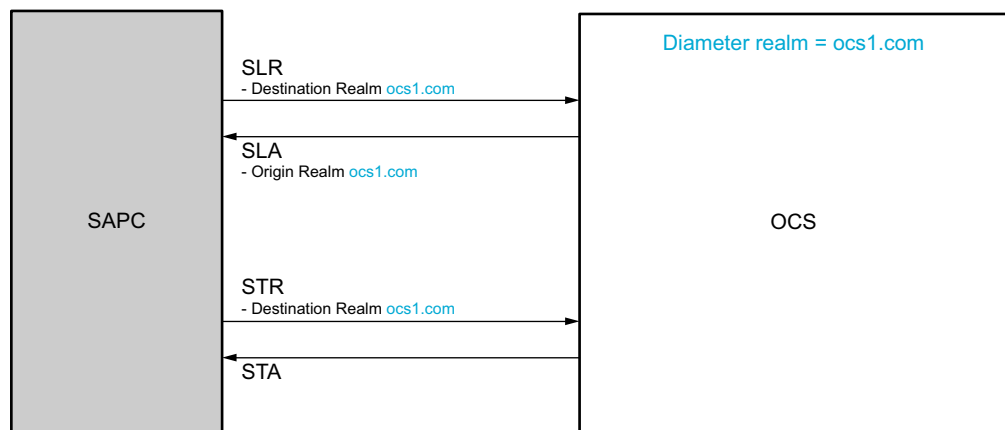 Diameter realm = ocs1.com
SLR
- Destination Realm ocs1.com
SLA
- Origin Realm ocs1.com
SAPC
OCS
STR
- Destination Realm ocs1.com
STA